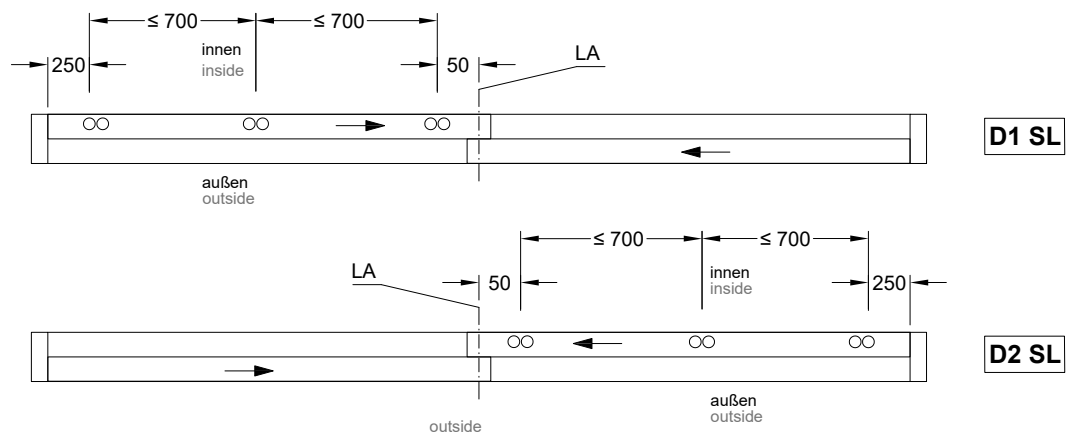 ≤ 700 ≤ 700
innen
inside
250
50
LA
D1 SL
außen
outside
≤ 700 ≤ 700
LA
50
innen
inside
250
D2 SL
außen
outside
outside